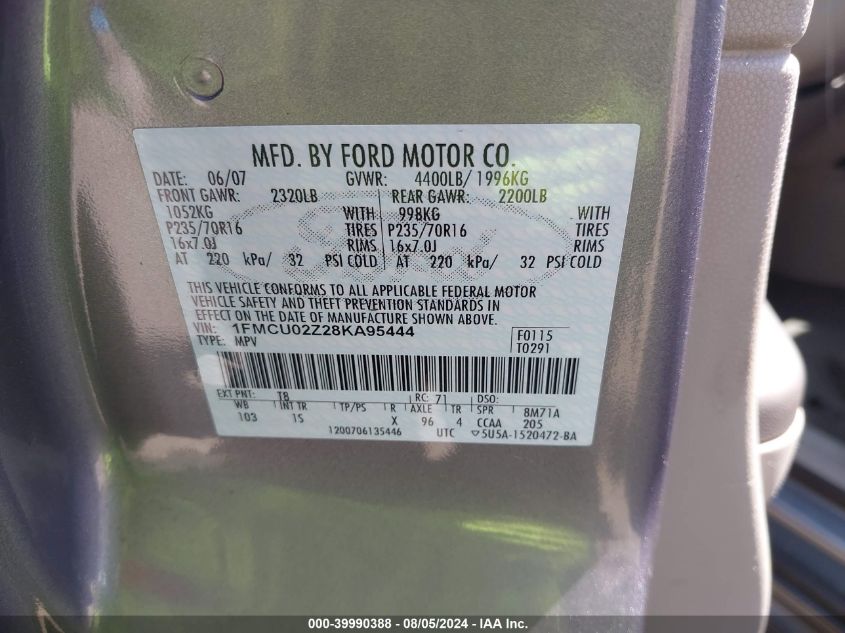 MFD. BY FORD MOTOR CO.
DATE: 06/07 GVWR: 4400LB/ 1996KG
FRONT GAWR: 2320LB REAR GAWR: 2200LB
1052KG WITH 998KG WITH
P235/70R16 TIRES P235/70R16 TIRES
16x7.0J RIMS 16x7.0J RIMS
AT 220 kPa/ 32 PSI COLD AT 220 kPa/ 32 PSI COLD
THIS VEHICLE CONFORMS TO ALL APPLICABLE FEDERAL MOTOR
VEHICLE SAFETY AND THEFT PREVENTION STANDARDS IN
EFFECT ON THE DATE OF MANUFACTURE SHOWN ABOVE.
VIN: 1FMCU02Z28KA95444 F0115
TYPE: MPV T0291
EXT PNT: T8 RC: 71 DSO:
WB INT TR TP/PS R AXLE TR SPR 8M71A
103 15 X 96 4 CCAA 205
1200706135446 UTC ▽5U5A-1520472-BA
000-39990388 - 08/05/2024 - IAA Inc.